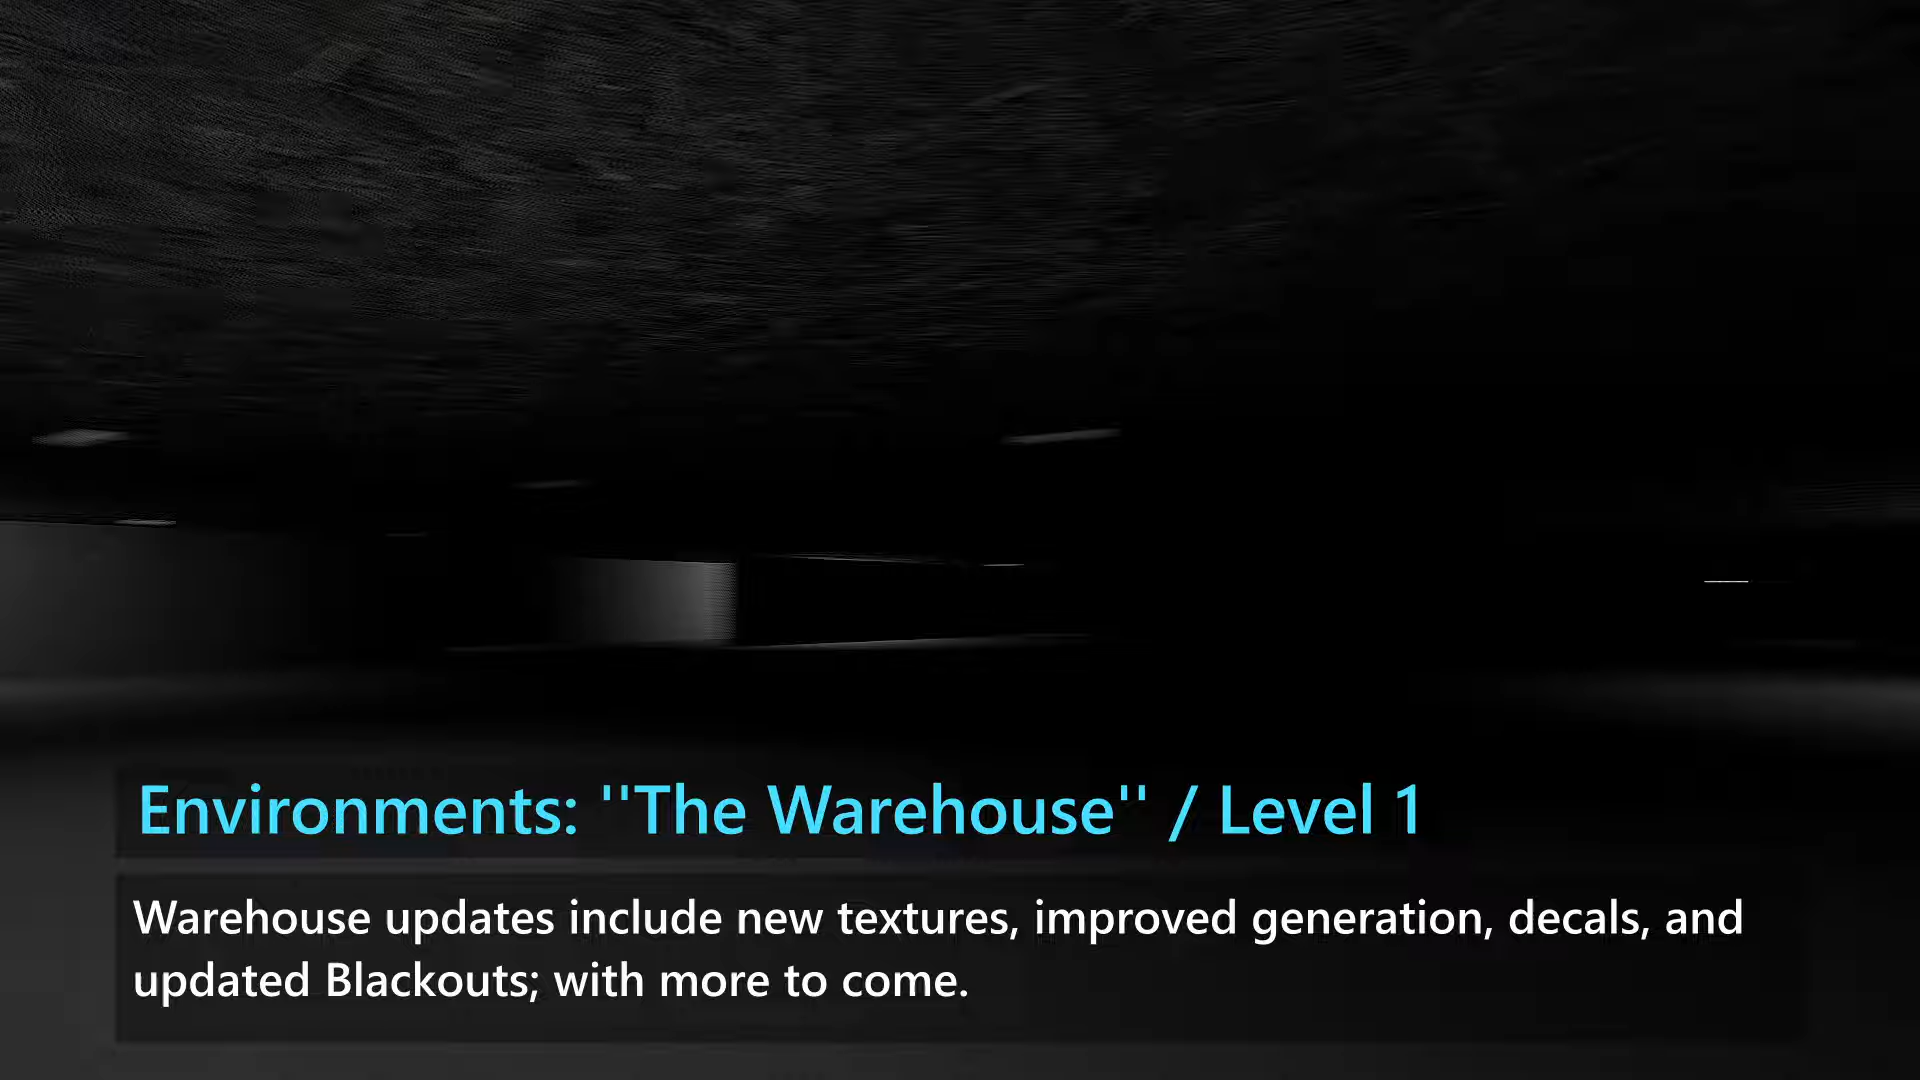 Environments: ''The Warehouse'' / Level 1
Warehouse updates include new textures, improved generation, decals, and
updated Blackouts; with more to come.